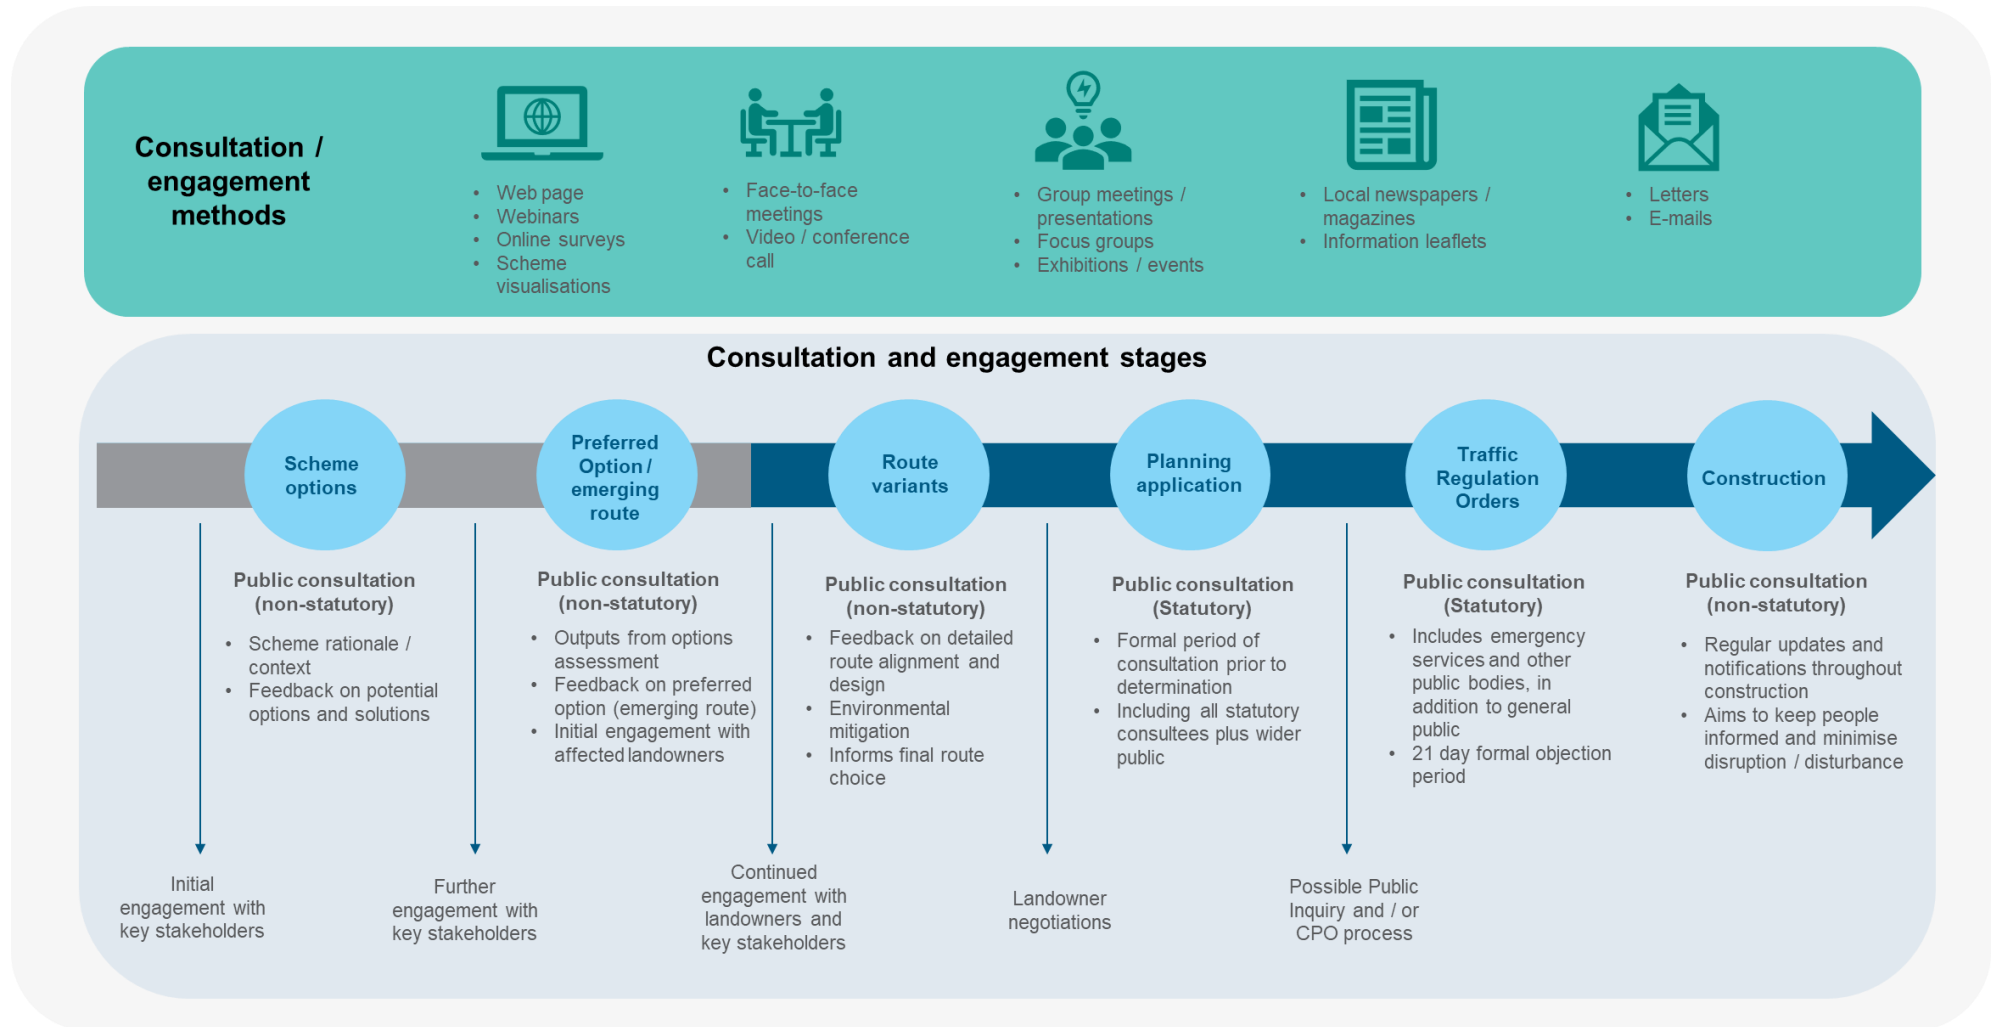 Consultation /
engagement
methods
• Web page
• Webinars
• Online surveys
• Scheme
visualisations
• Face-to-face
meetings
• Video / conference
call
• Group meetings /
presentations
• Focus groups
• Exhibitions / events
• Local newspapers /
magazines
• Information leaflets
• Letters
• E-mails
Consultation and engagement stages
Scheme
options
Preferred
Option /
emerging
route
Route
variants
Planning
application
Traffic
Regulation
Orders
Construction
Public consultation
(non-statutory)
• Scheme rationale /
context
• Feedback on potential
options and solutions
Public consultation
(non-statutory)
• Outputs from options
assessment
• Feedback on preferred
option (emerging route)
• Initial engagement with
affected landowners
Public consultation
(non-statutory)
• Feedback on detailed
route alignment and
design
• Environmental
mitigation
• Informs final route
choice
Public consultation
(Statutory)
• Formal period of
consultation prior to
determination
• Including all statutory
consultees plus wider
public
Public consultation
(Statutory)
• Includes emergency
services and other
public bodies, in
addition to general
public
• 21 day formal objection
period
Public consultation
(non-statutory)
• Regular updates and
notifications throughout
construction
• Aims to keep people
informed and minimise
disruption / disturbance
Initial
engagement with
key stakeholders
Further
engagement with
key stakeholders
Continued
engagement with
landowners and
key stakeholders
Landowner
negotiations
Possible Public
Inquiry and / or
CPO process